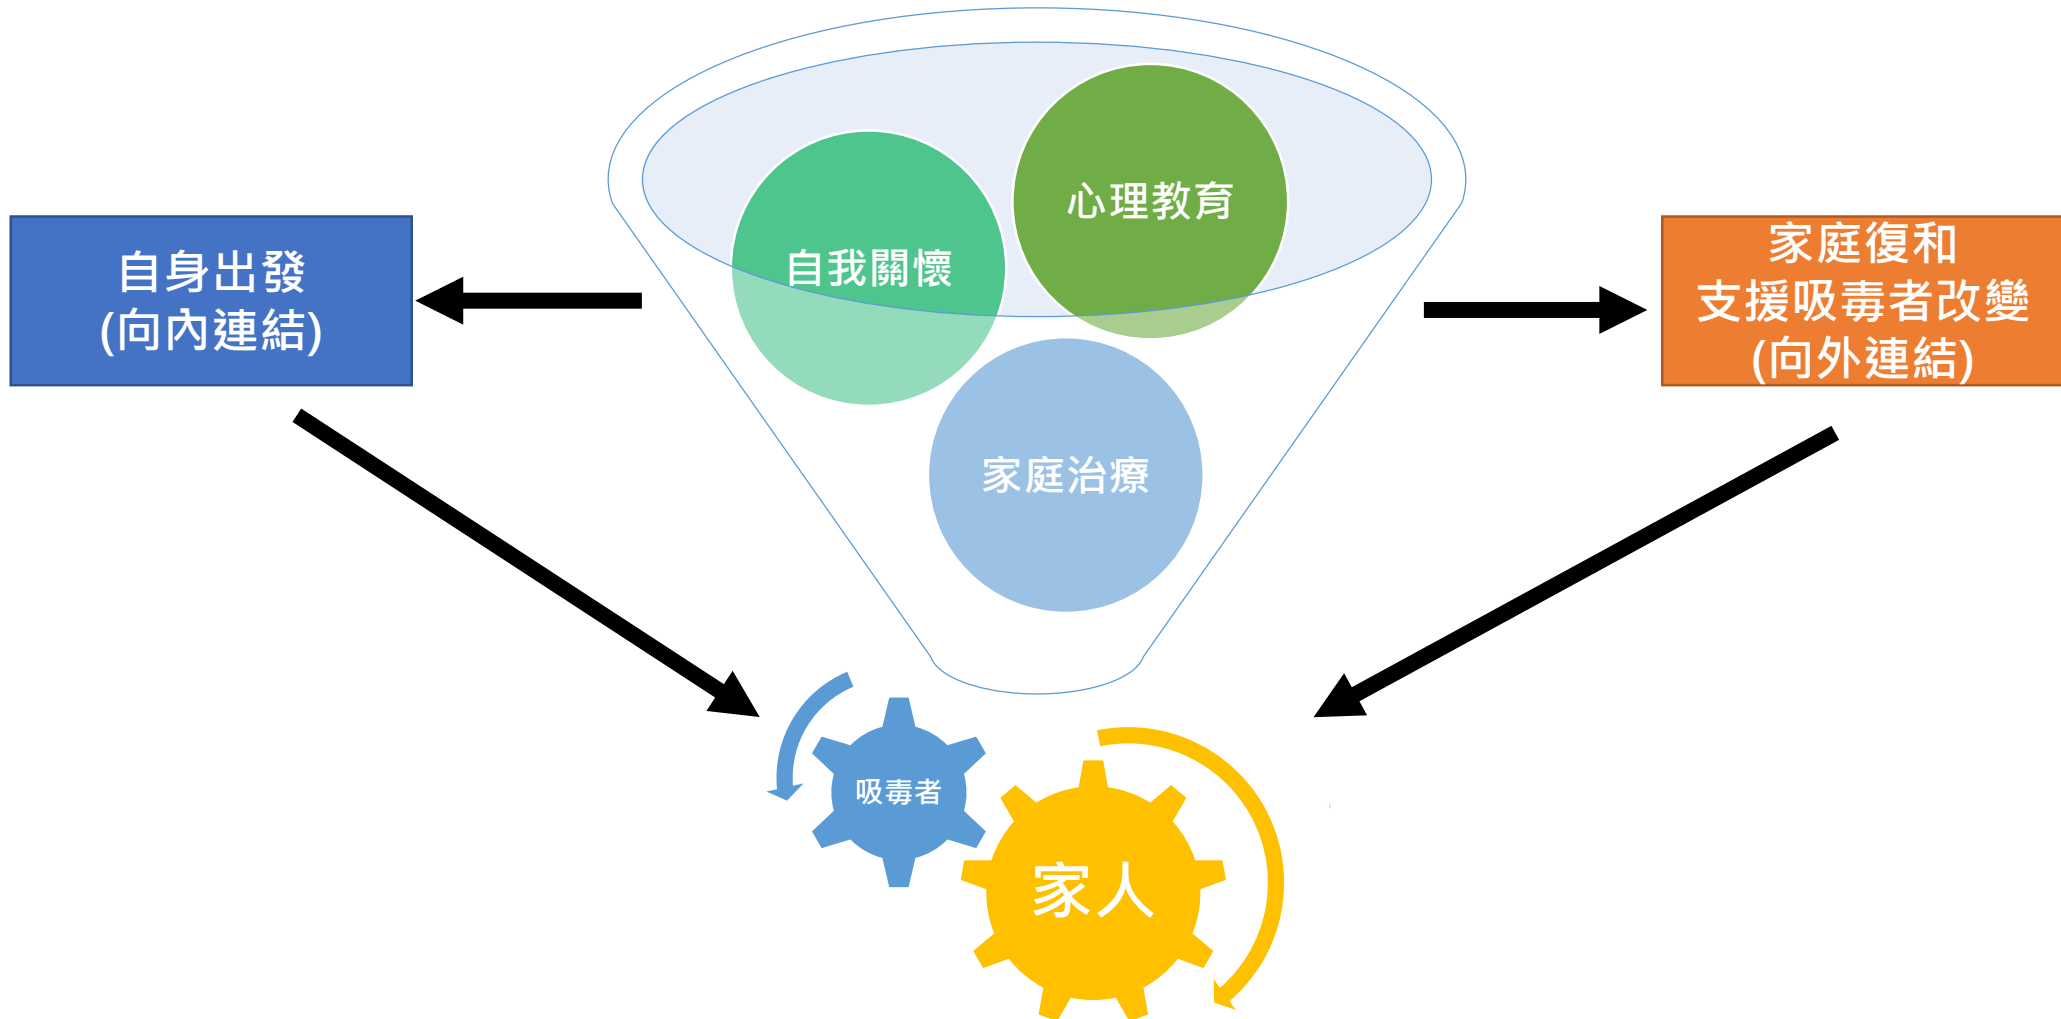 心理教育
自我關懷
家庭治療
自身出發
(向內連結)
家庭復和
支援吸毒者改變
(向外連結)
吸毒者
家人